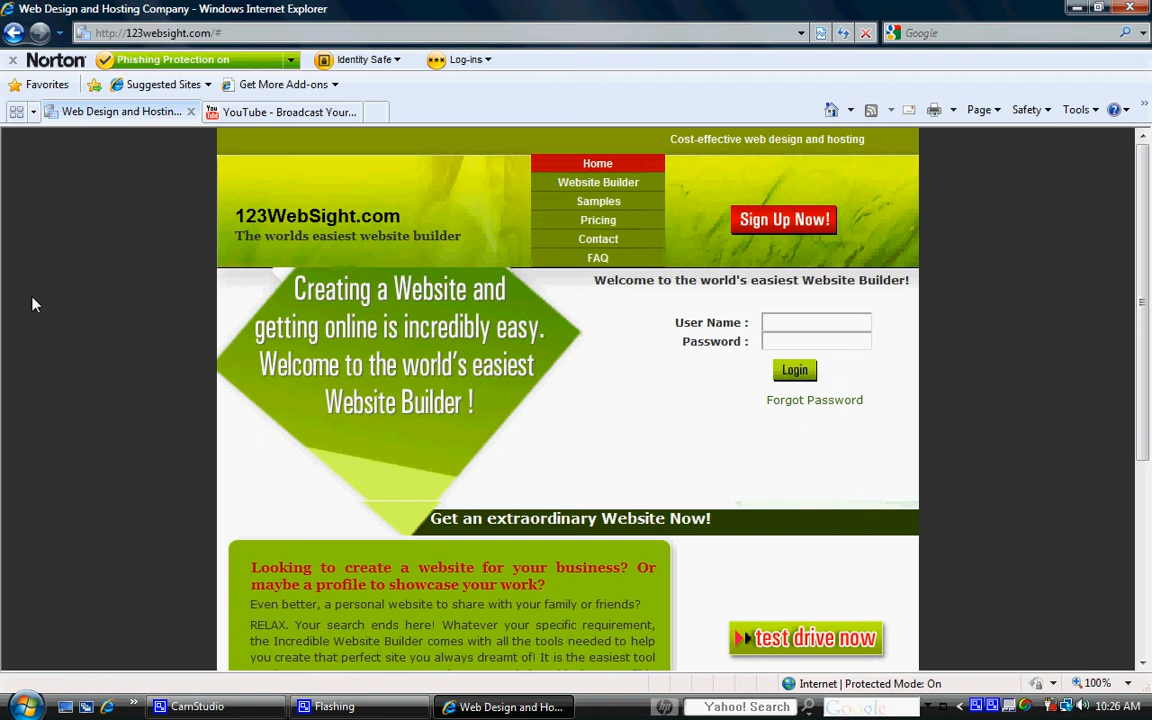 Web Design and Hosting Company - Windows Internet Explorer
http://123websight.com/#
Google
Norton
Phishing Protection on
Identity Safe
Log-ins
Favorites
Suggested Sites
Get More Add-ons
Web Design and Hostin...
YouTube - Broadcast Your...
Page
Safety
Tools
Cost-effective web design and hosting
Home
Website Builder
Samples
Pricing
Contact
FAQ
123WebSight.com
The worlds easiest website builder
Sign Up Now!
Creating a Website and
getting online is incredibly easy.
Welcome to the world's easiest
Website Builder !
Welcome to the world's easiest Website Builder!
User Name :
Password :
Login
Forgot Password
Get an extraordinary Website Now!
Looking to create a website for your business? Or
maybe a profile to showcase your work?
Even better, a personal website to share with your family or friends?
RELAX. Your search ends here! Whatever your specific requirement,
the Incredible Website Builder comes with all the tools needed to help
you create that perfect site you always dreamt of! It is the easiest tool
test drive now
Internet | Protected Mode: On
100%
CamStudio
Flashing
Web Design and Ho...
hp
Yahoo! Search
Google
10:26 AM